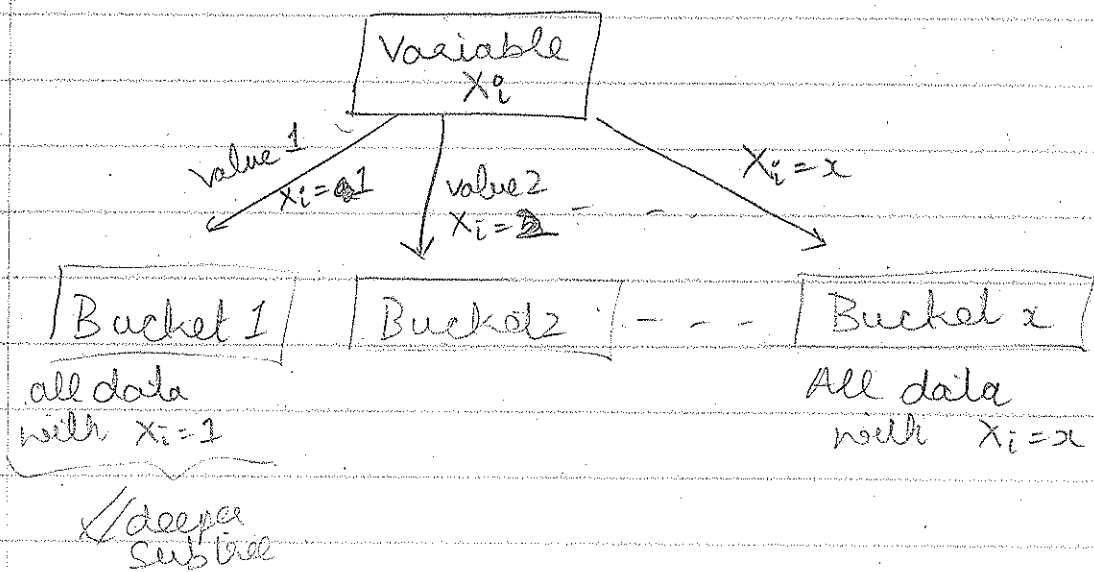 Variable
Xi
value 1
Xi=1
value 2
Xi=2
- - -
Xi=x
Bucket 1
Bucket 2
- - -
Bucket x
all data
with Xi=1
All data
with Xi=x
deeper
subtree